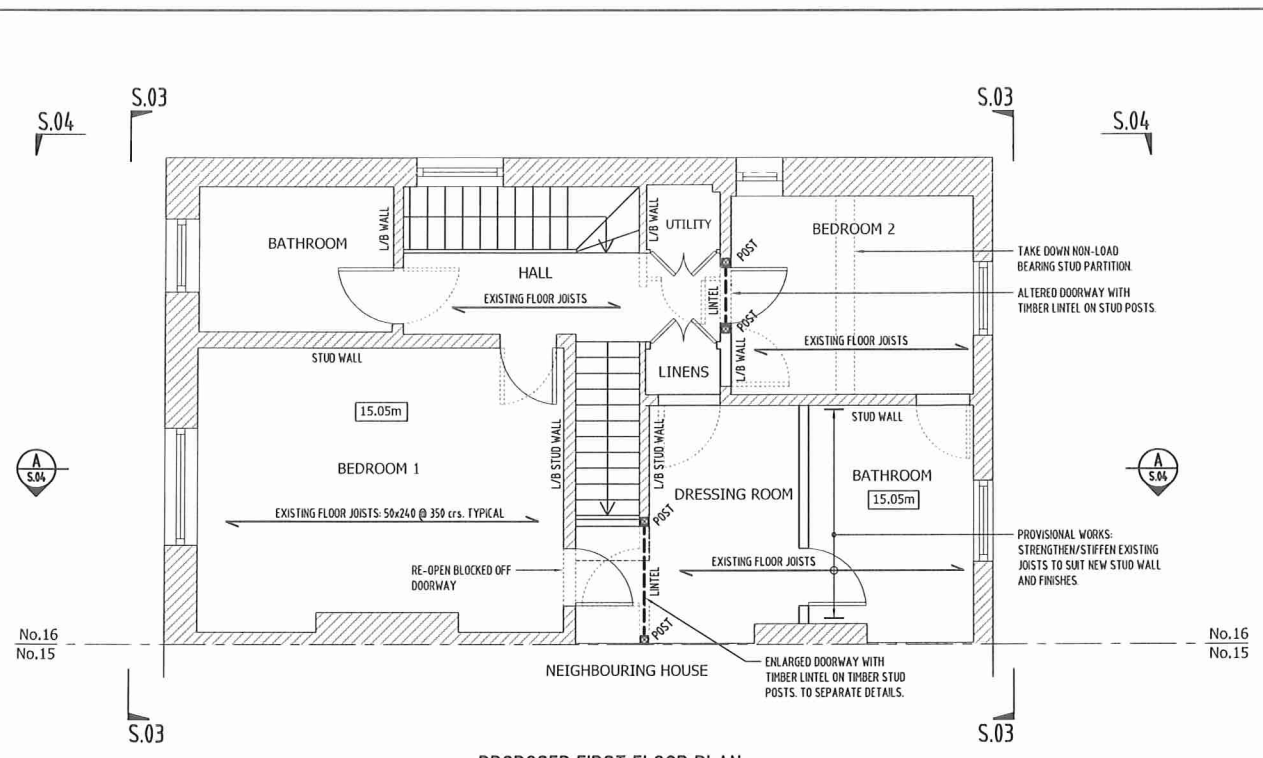 S.03
S.03
S.04
S.04
BATHROOM
L/B WALL
L/B WALL
UTILITY
BEDROOM 2
POST
TAKE DOWN NON-LOAD
BEARING STUD PARTITION.
HALL
EXISTING FLOOR JOISTS
LINTEL
ALTERED DOORWAY WITH
TIMBER LINTEL ON STUD POSTS.
POST
EXISTING FLOOR JOISTS
STUD WALL
L/B WALL
LINENS
15.05m
STUD WALL
A
S.04
BEDROOM 1
L/B STUD WALL
L/B STUD WALL
DRESSING ROOM
BATHROOM
15.05m
A
S.04
EXISTING FLOOR JOISTS: 50x240 @ 350 crs. TYPICAL
POST
PROVISIONAL WORKS:
STRENGTHEN/STIFFEN EXISTING
JOISTS TO SUIT NEW STUD WALL
AND FINISHES.
RE-OPEN BLOCKED OFF
DOORWAY
LINTEL
EXISTING FLOOR JOISTS
POST
No.16
No.15
No.16
No.15
NEIGHBOURING HOUSE
ENLARGED DOORWAY WITH
TIMBER LINTEL ON TIMBER STUD
POSTS. TO SEPARATE DETAILS.
S.03
S.03
PROPOSED FIRST FLOOR PLAN